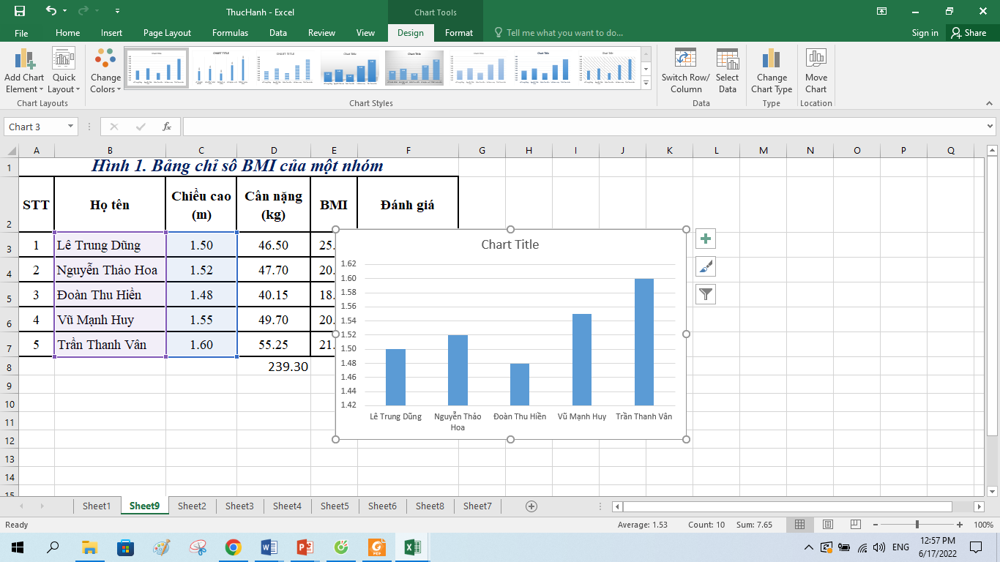 ThucHanh - Excel
Chart Tools
File Home Insert Page Layout Formulas Data Review View Design Format Tell me what you want to do... Sign in Share
Add Chart Element
Quick Layout
Change Colors
Switch Row/ Column
Select Data
Change Chart Type
Move Chart
Chart Layouts Chart Styles Data Type Location
Chart 3
fx
A B C D E F G H I J K L M N O P Q
1 Hình 1. Bảng chỉ số BMI của một nhóm
2 STT Họ tên Chiều cao (m) Cân nặng (kg) BMI Đánh giá
3 1 Lê Trung Dũng 1.50 46.50 25.
4 2 Nguyễn Thảo Hoa 1.52 47.70 20.
5 3 Đoàn Thu Hiền 1.48 40.15 18.
6 4 Vũ Mạnh Huy 1.55 49.70 20.
7 5 Trần Thanh Vân 1.60 55.25 21.
8 239.30
9
10
11
12
13
14
15
Chart Title
1.62
1.60
1.58
1.56
1.54
1.52
1.50
1.48
1.46
1.44
1.42
Lê Trung Dũng
Nguyễn Thảo Hoa
Đoàn Thu Hiền
Vũ Mạnh Huy
Trần Thanh Vân
Sheet1 Sheet9 Sheet2 Sheet3 Sheet4 Sheet5 Sheet6 Sheet8 Sheet7
Ready Average: 1.53 Count: 10 Sum: 7.65 100%
ENG
12:57 PM
6/17/2022